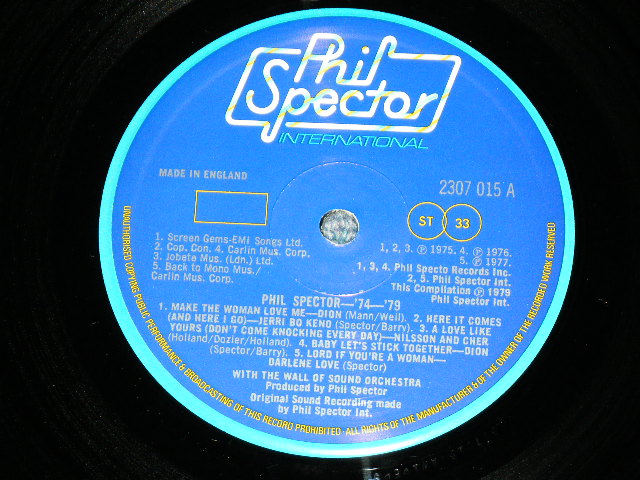 Phil
Spector
INTERNATIONAL
MADE IN ENGLAND
2307 015 A
ST 33
1. Screen Gems-EMI Songs Ltd.
2. Cop. Con. 4. Carlin Mus. Corp.
3. Jobete Mus. (Ldn.) Ltd.
5. Back to Mono Mus./
Carlin Mus. Corp.
1, 2, 3. ℗ 1975. 4. ℗ 1976.
5. ℗ 1977.
1, 3, 4. Phil Specto Records Inc.
2, 5. Phil Spector Int.
This Compilation ℗ 1979
Phil Spector Int.
PHIL SPECTOR—'74—'79
1. MAKE THE WOMAN LOVE ME—DION (Mann/Weil). 2. HERE IT COMES
(AND HERE I GO)—JERRI BO KENO (Spector/Barry). 3. A LOVE LIKE
YOURS (DON'T COME KNOCKING EVERY DAY)—NILSSON AND CHER
(Holland/Dozier/Holland). 4. BABY LET'S STICK TOGETHER—DION
(Spector/Barry). 5. LORD IF YOU'RE A WOMAN—
DARLENE LOVE (Spector)
WITH THE WALL OF SOUND ORCHESTRA
Produced by Phil Spector
Original Sound Recording made
by Phil Spector Int.
UNAUTHORISED COPYING PUBLIC PERFORMANCE & BROADCASTING OF THIS RECORD PROHIBITED · ALL RIGHTS OF THE MANUFACTURER & OF THE OWNER OF THE RECORDED WORK RESERVED